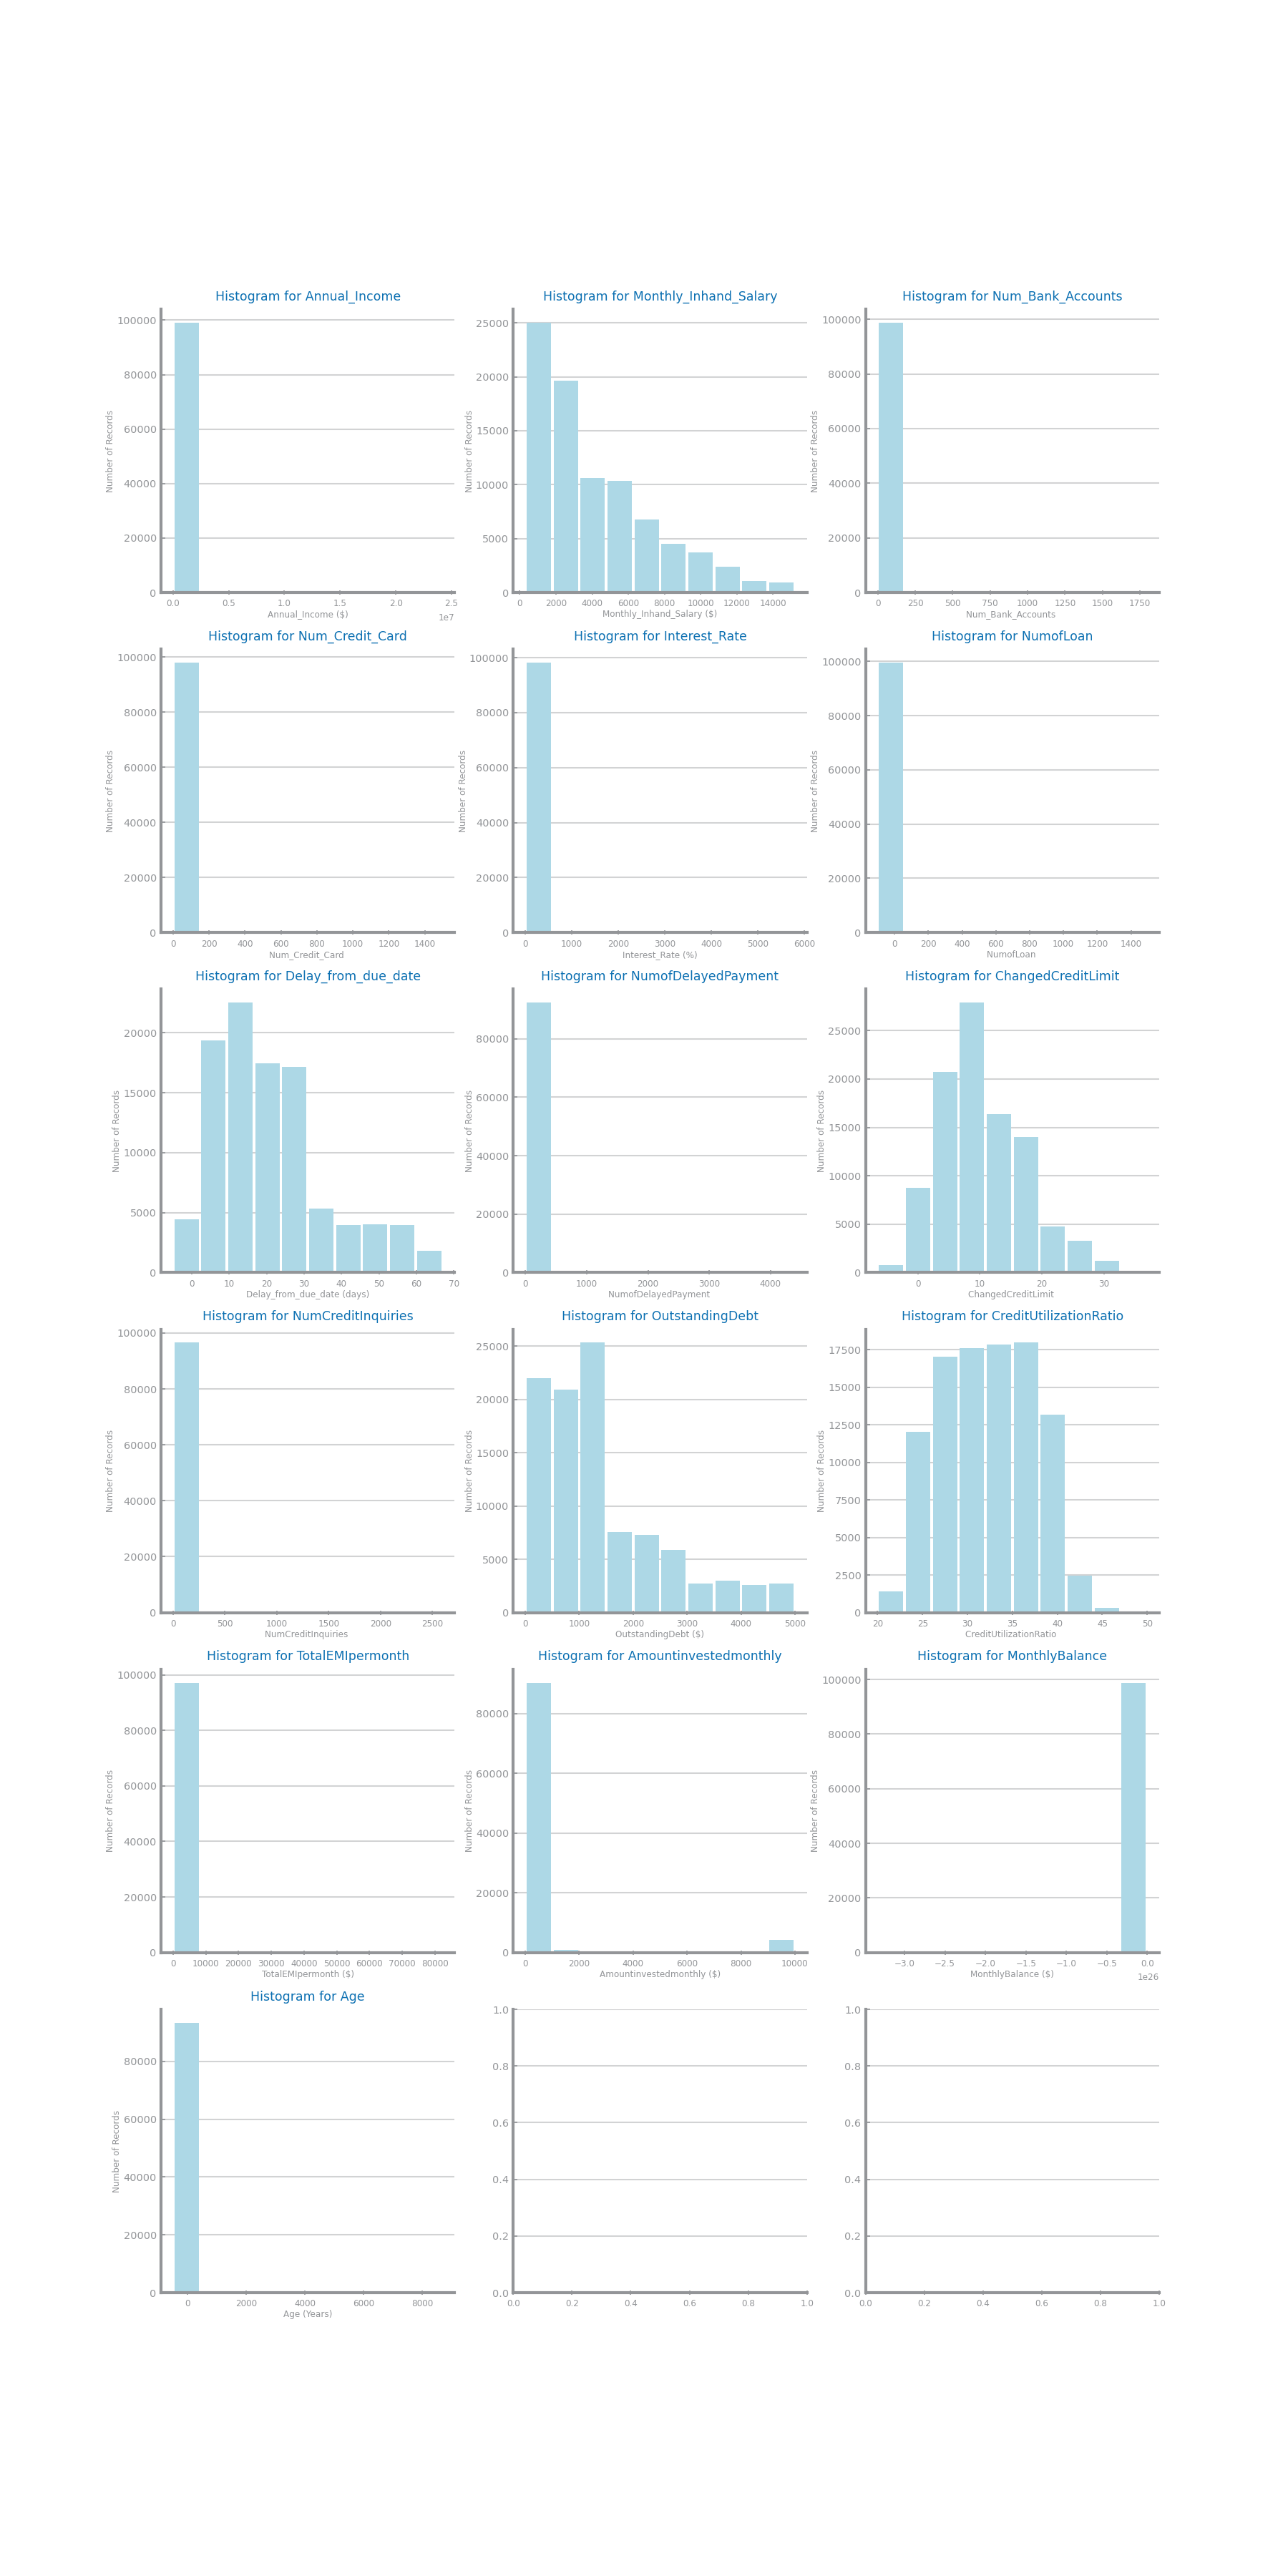 Histogram for Annual_Income
Histogram for Monthly_Inhand_Salary
Histogram for Num_Bank_Accounts
100000
80000
60000
40000
20000
0
Number of Records
0.0 0.5 1.0 1.5 2.0 2.5
1e7
Annual_Income ($)
25000
20000
15000
10000
5000
0
Number of Records
0 2000 4000 6000 8000 10000 12000 14000
Monthly_Inhand_Salary ($)
100000
80000
60000
40000
20000
0
Number of Records
0 250 500 750 1000 1250 1500 1750
Num_Bank_Accounts
Histogram for Num_Credit_Card
Histogram for Interest_Rate
Histogram for NumofLoan
100000
80000
60000
40000
20000
0
Number of Records
0 200 400 600 800 1000 1200 1400
Num_Credit_Card
100000
80000
60000
40000
20000
0
Number of Records
0 1000 2000 3000 4000 5000 6000
Interest_Rate (%)
100000
80000
60000
40000
20000
0
Number of Records
0 200 400 600 800 1000 1200 1400
NumofLoan
Histogram for Delay_from_due_date
Histogram for NumofDelayedPayment
Histogram for ChangedCreditLimit
20000
15000
10000
5000
0
Number of Records
0 10 20 30 40 50 60 70
Delay_from_due_date (days)
80000
60000
40000
20000
0
Number of Records
0 1000 2000 3000 4000
NumofDelayedPayment
25000
20000
15000
10000
5000
0
Number of Records
0 10 20 30
ChangedCreditLimit
Histogram for NumCreditInquiries
Histogram for OutstandingDebt
Histogram for CreditUtilizationRatio
100000
80000
60000
40000
20000
0
Number of Records
0 500 1000 1500 2000 2500
NumCreditInquiries
25000
20000
15000
10000
5000
0
Number of Records
0 1000 2000 3000 4000 5000
OutstandingDebt ($)
17500
15000
12500
10000
7500
5000
2500
0
Number of Records
20 25 30 35 40 45 50
CreditUtilizationRatio
Histogram for TotalEMIpermonth
Histogram for Amountinvestedmonthly
Histogram for MonthlyBalance
100000
80000
60000
40000
20000
0
Number of Records
0 10000 20000 30000 40000 50000 60000 70000 80000
TotalEMIpermonth ($)
80000
60000
40000
20000
0
Number of Records
0 2000 4000 6000 8000 10000
Amountinvestedmonthly ($)
100000
80000
60000
40000
20000
0
Number of Records
−3.0 −2.5 −2.0 −1.5 −1.0 −0.5 0.0
1e26
MonthlyBalance ($)
Histogram for Age
80000
60000
40000
20000
0
Number of Records
0 2000 4000 6000 8000
Age (Years)
1.0
0.8
0.6
0.4
0.2
0.0
0.0 0.2 0.4 0.6 0.8 1.0
1.0
0.8
0.6
0.4
0.2
0.0
0.0 0.2 0.4 0.6 0.8 1.0